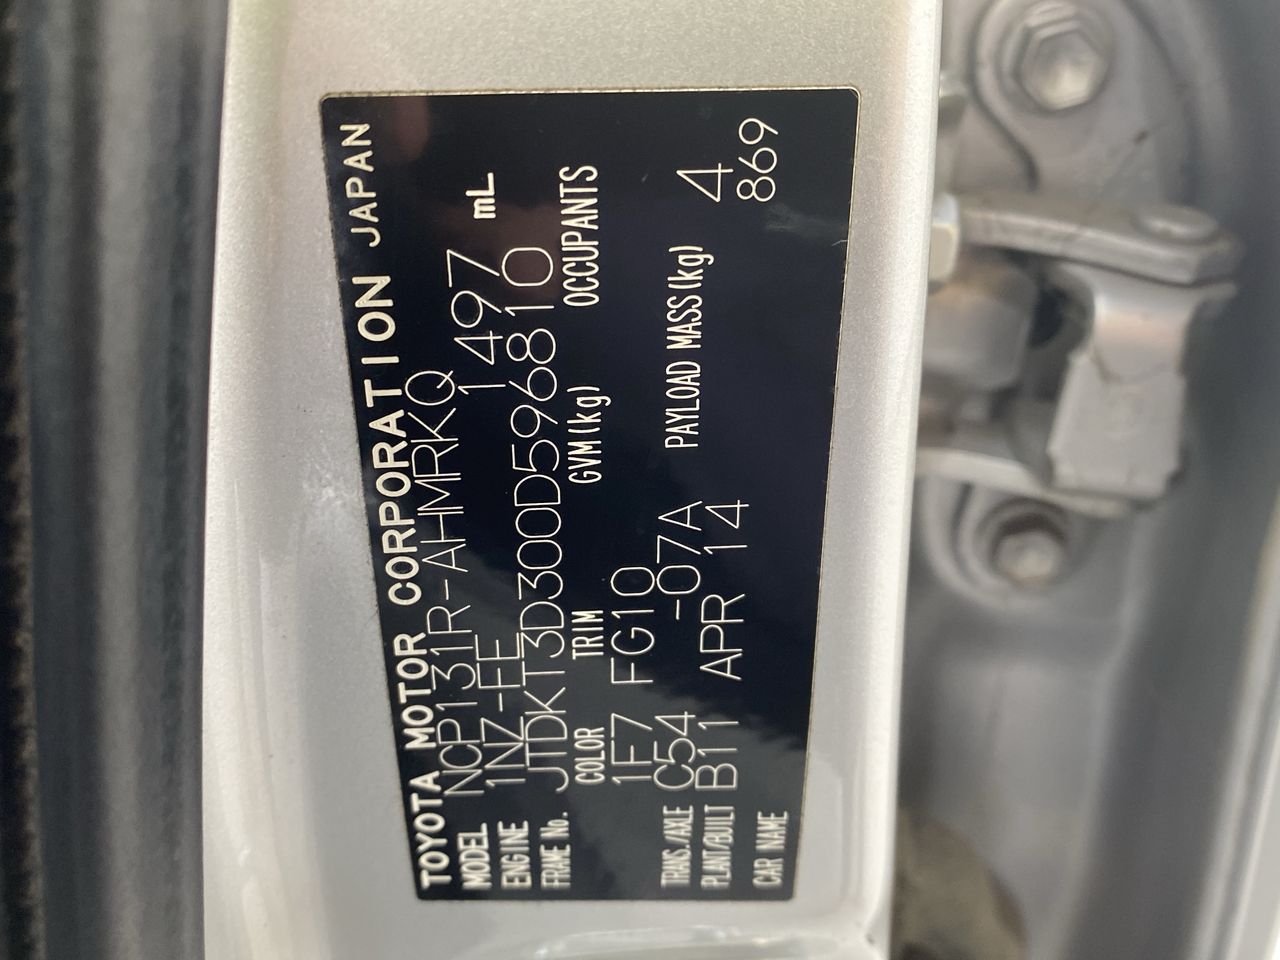 TOYOTA MOTOR CORPORATION JAPAN
MODEL NCP131R-AHMRKQ
ENGINE 1NZ-FE 1497 mL
FRAME No. JTDKT3D300D596810
COLOR TRIM GVM(kg) OCCUPANTS
1F7 FG10
TRANS./AXLE C54 -07A PAYLOAD MASS(kg) 4
PLANT/BUILT B11 APR 14 869
CAR NAME